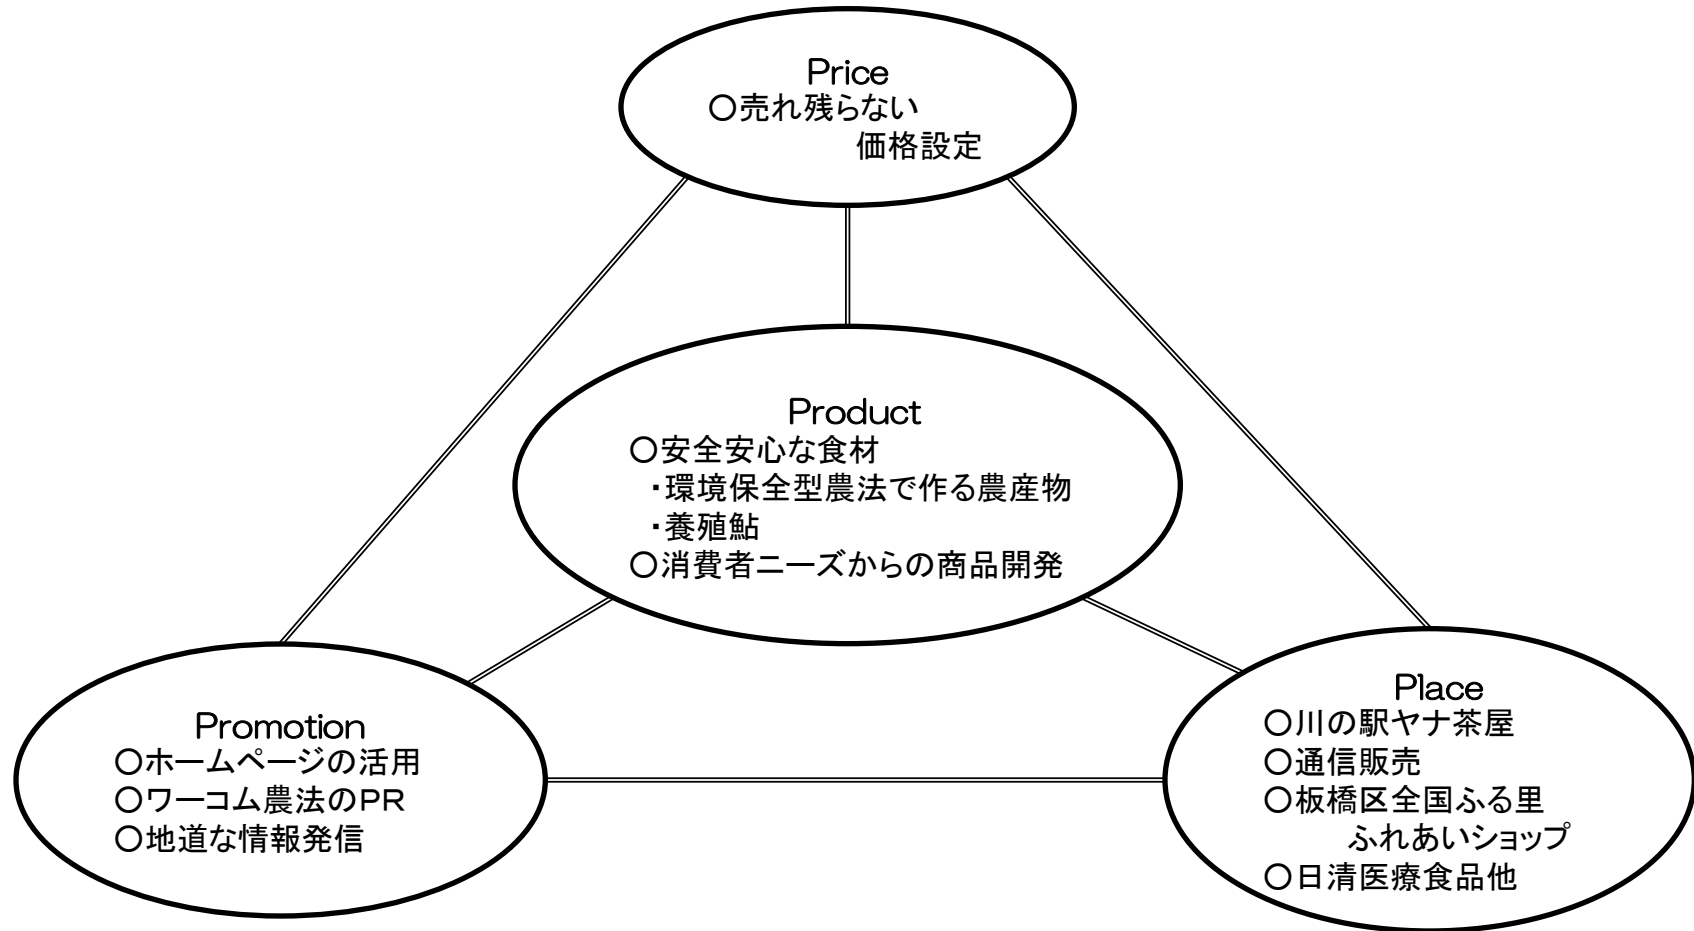 Price
○売れ残らない
価格設定
Product
○安全安心な食材
・環境保全型農法で作る農産物
・養殖鮎
○消費者ニーズからの商品開発
Promotion
○ホームページの活用
○ワーコム農法のPR
○地道な情報発信
Place
○川の駅ヤナ茶屋
○通信販売
○板橋区全国ふる里
ふれあいショップ
○日清医療食品他